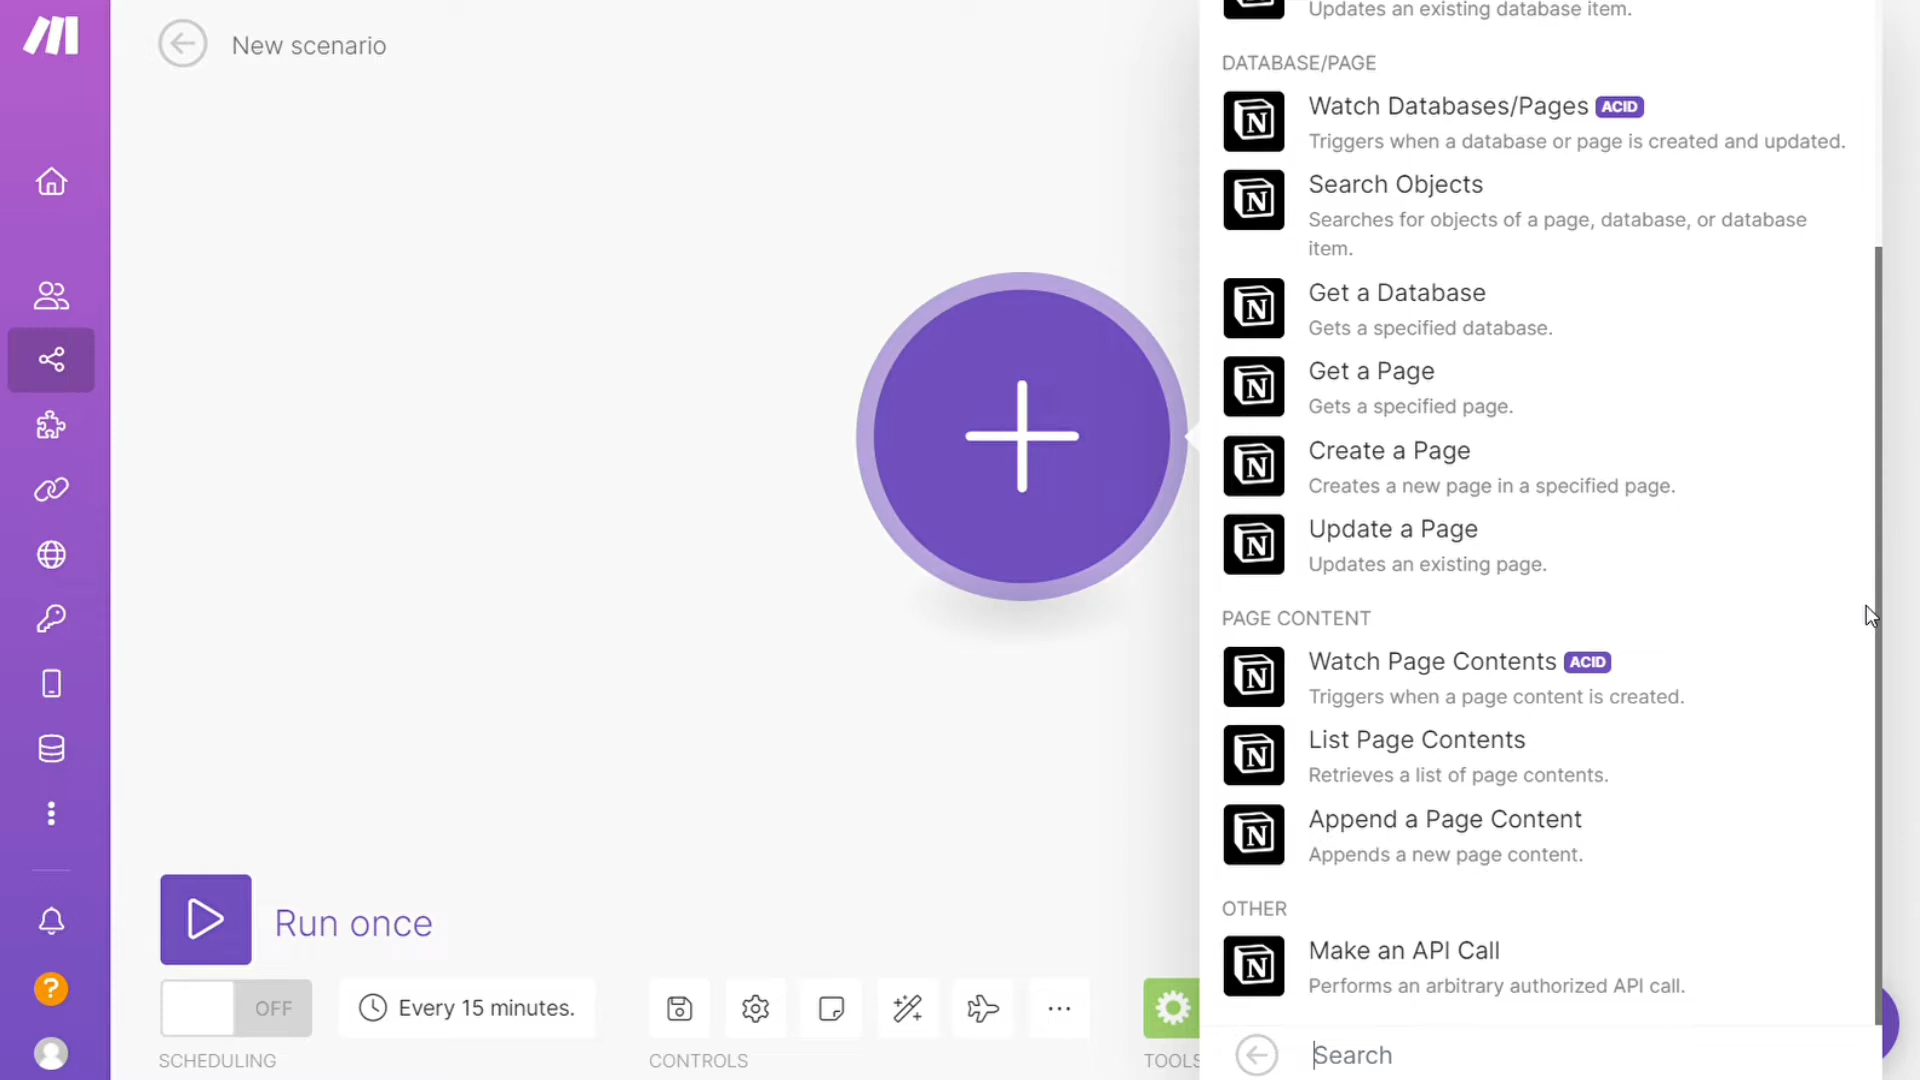 New scenario
Updates an existing database item.
DATABASE/PAGE
Watch Databases/Pages ACID
Triggers when a database or page is created and updated.
Search Objects
Searches for objects of a page, database, or database
item.
Get a Database
Gets a specified database.
Get a Page
Gets a specified page.
Create a Page
Creates a new page in a specified page.
Update a Page
Updates an existing page.
PAGE CONTENT
Watch Page Contents ACID
Triggers when a page content is created.
List Page Contents
Retrieves a list of page contents.
Append a Page Content
Appends a new page content.
OTHER
Make an API Call
Performs an arbitrary authorized API call.
Search
Run once
OFF
Every 15 minutes.
SCHEDULING
CONTROLS
TOOLS